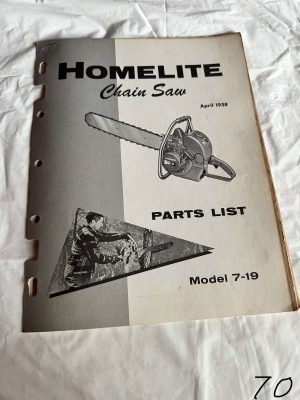 HOMELITE
Chain Saw
April 1958
PARTS LIST
Model 7-19
70